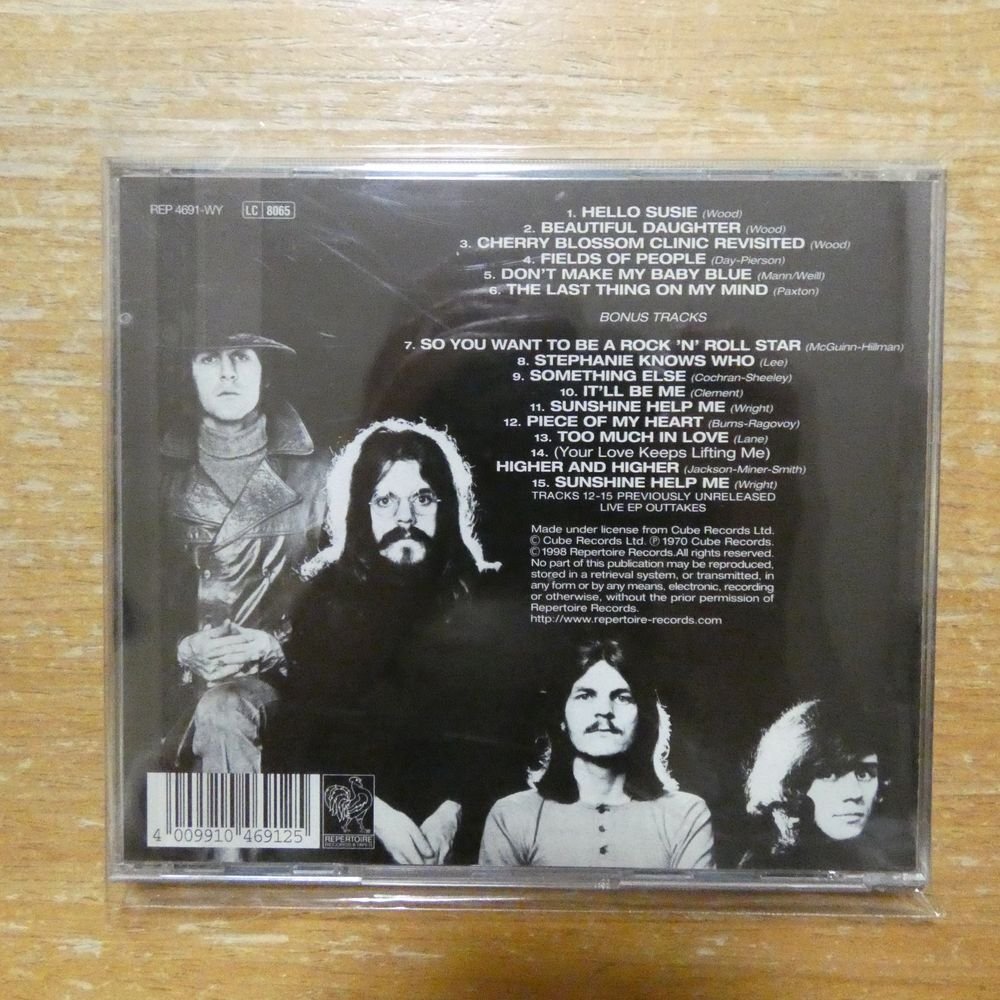 REP 4691-WY LC 8065
1. HELLO SUSIE (Wood)
2. BEAUTIFUL DAUGHTER (Wood)
3. CHERRY BLOSSOM CLINIC REVISITED (Wood)
4. FIELDS OF PEOPLE (Day-Pierson)
5. DON'T MAKE MY BABY BLUE (Mann/Weill)
6. THE LAST THING ON MY MIND (Paxton)
BONUS TRACKS
7. SO YOU WANT TO BE A ROCK 'N' ROLL STAR (McGuinn-Hillman)
8. STEPHANIE KNOWS WHO (Lee)
9. SOMETHING ELSE (Cochran-Sheeley)
10. IT'LL BE ME (Clement)
11. SUNSHINE HELP ME (Wright)
12. PIECE OF MY HEART (Burns-Ragovoy)
13. TOO MUCH IN LOVE (Lane)
14. (Your Love Keeps Lifting Me)
HIGHER AND HIGHER (Jackson-Miner-Smith)
15. SUNSHINE HELP ME (Wright)
TRACKS 12-15 PREVIOUSLY UNRELEASED
LIVE EP OUTTAKES
Made under license from Cube Records Ltd.
© Cube Records Ltd. ℗ 1970 Cube Records.
© 1998 Repertoire Records. All rights reserved.
No part of this publication may be reproduced,
stored in a retrieval system, or transmitted, in
any form or by any means, electronic, recording
or otherwise, without the prior permission of
Repertoire Records.
http://www.repertoire-records.com
4 009910 469125
REPERTOIRE
RECORDS & TAPES